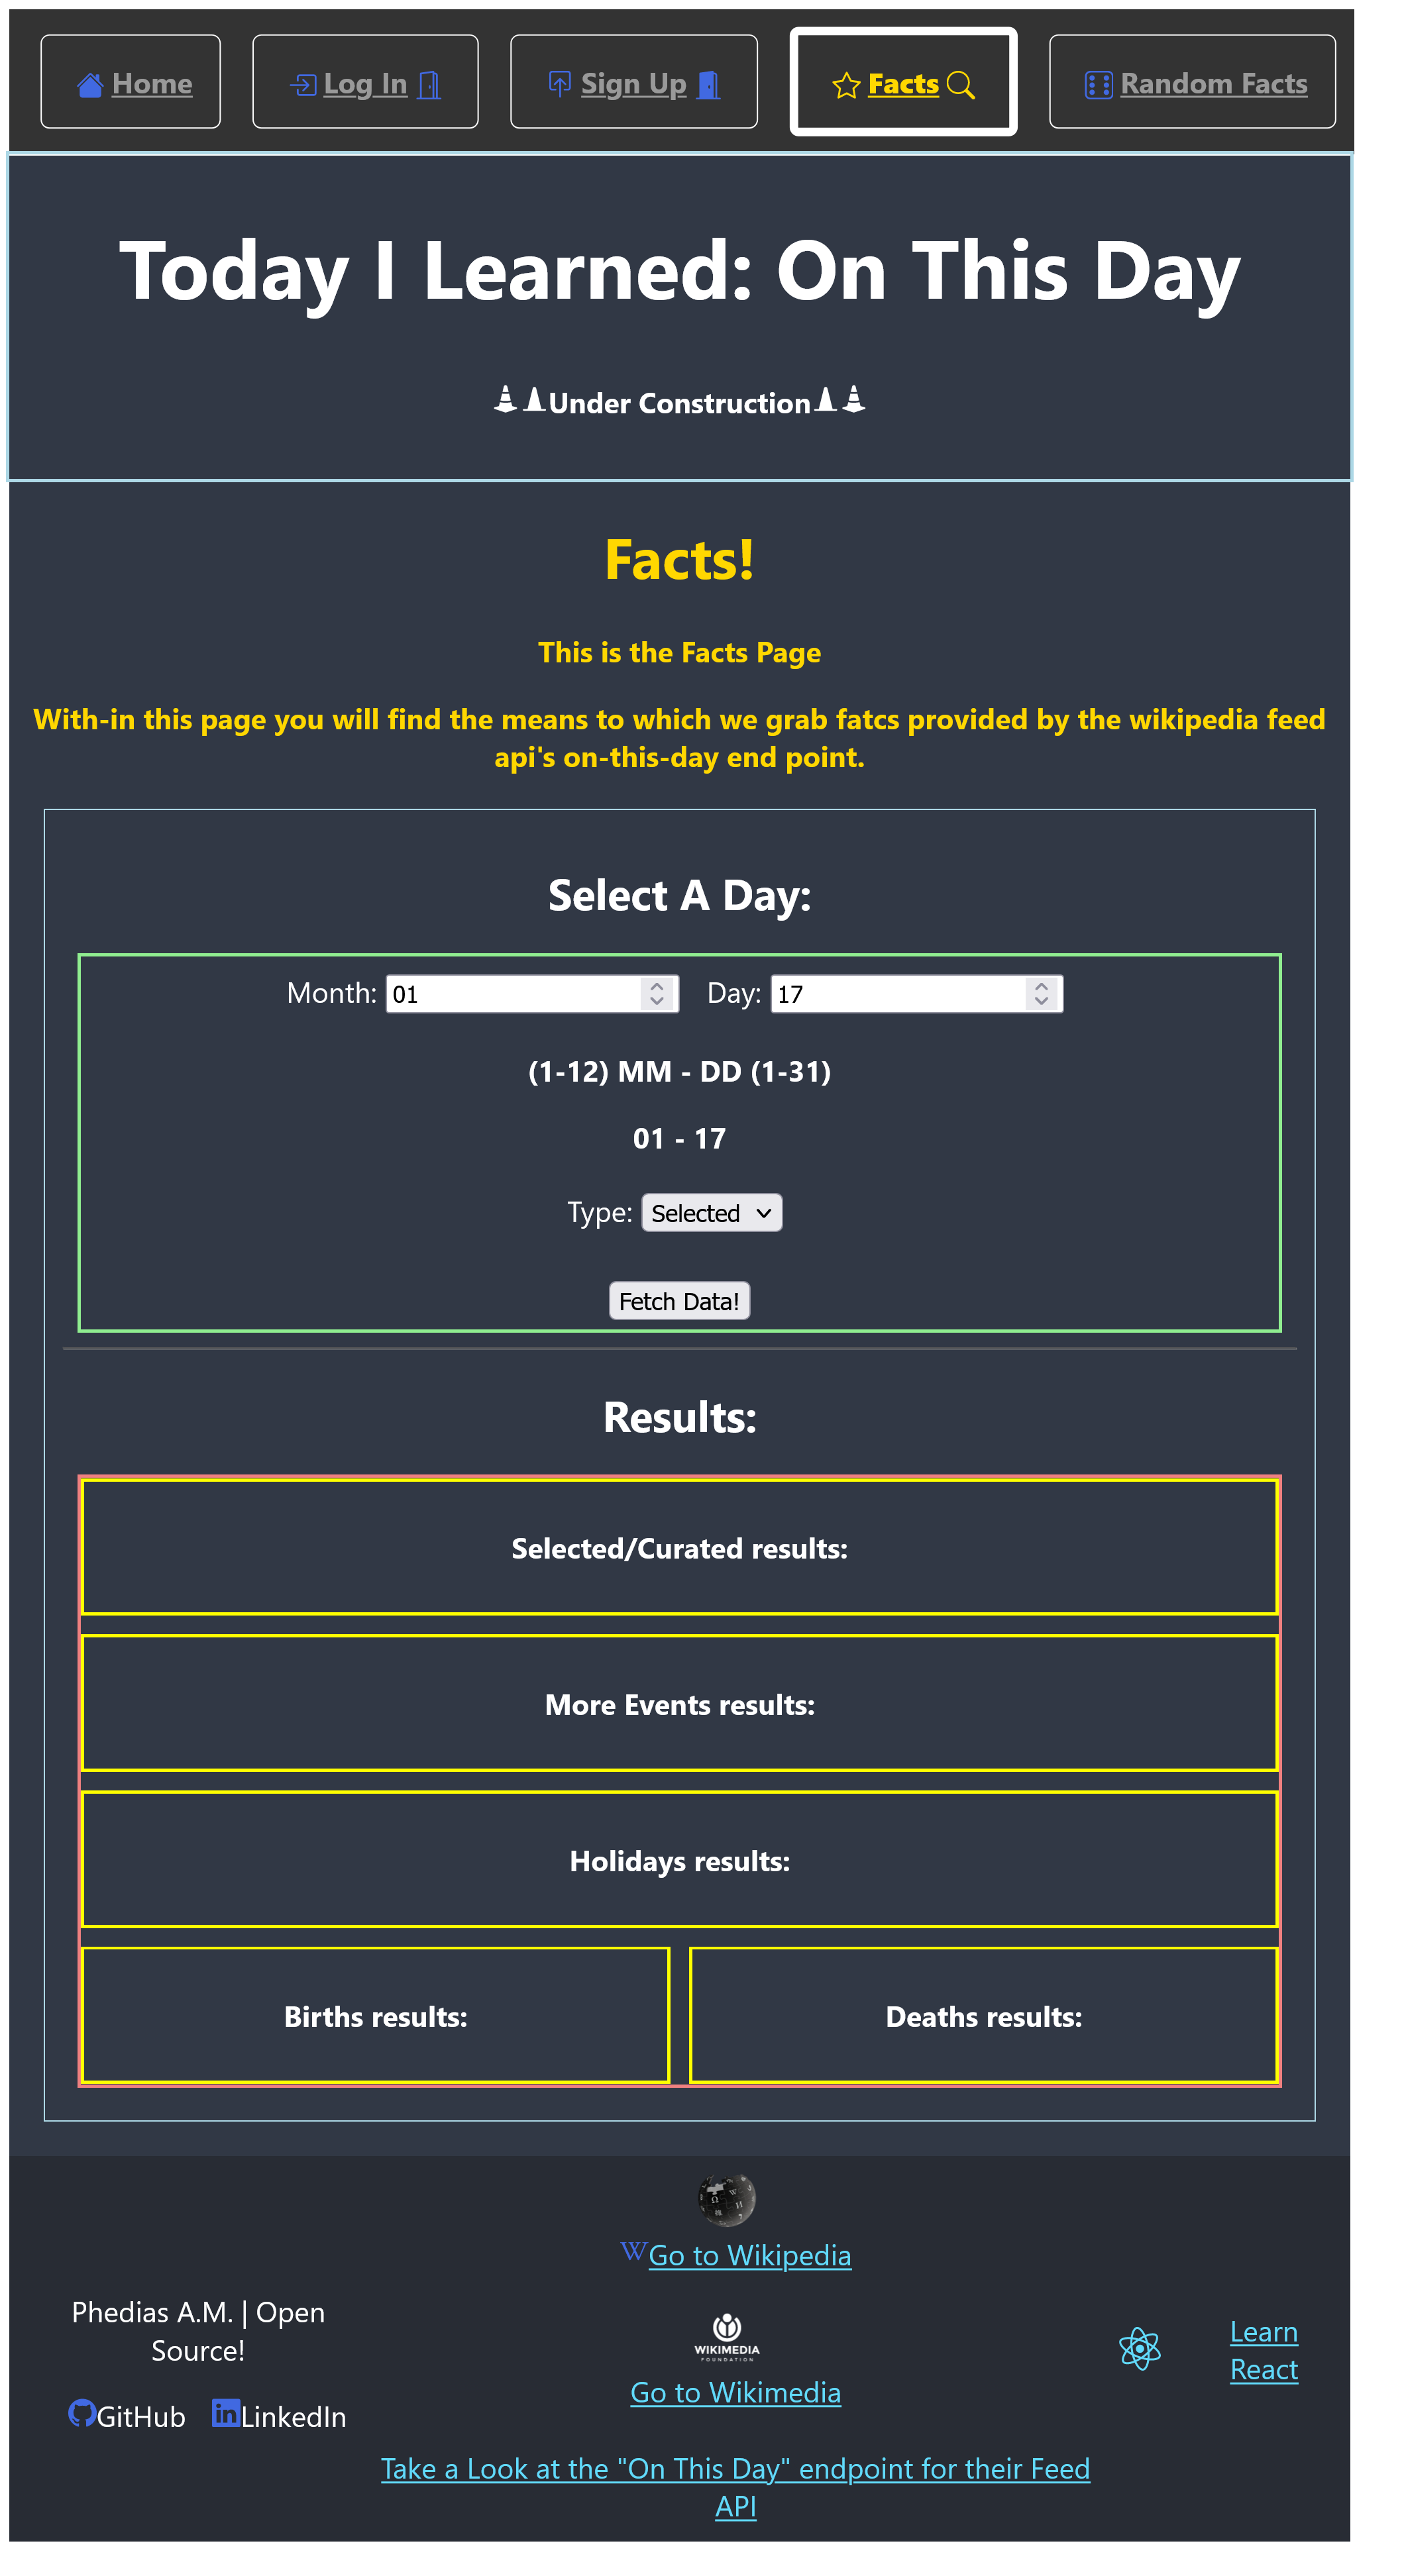 Home
Log In
Sign Up
Facts
Random Facts
Today I Learned: On This Day
Under Construction
Facts!
This is the Facts Page
With-in this page you will find the means to which we grab fatcs provided by the wikipedia feed
api's on-this-day end point.
Select A Day:
Month: 01 Day: 17
(1-12) MM - DD (1-31)
01 - 17
Type: Selected
Fetch Data!
Results:
Selected/Curated results:
More Events results:
Holidays results:
Births results:
Deaths results:
W Go to Wikipedia
Phedias A.M. | Open
Source!
GitHub LinkedIn
WIKIMEDIA
FOUNDATION
Go to Wikimedia
Take a Look at the "On This Day" endpoint for their Feed
API
Learn
React